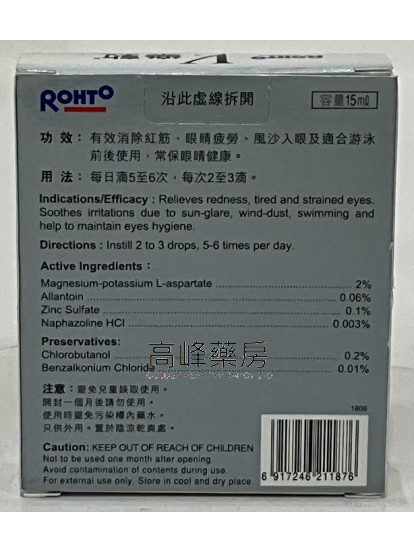 ROHTO
沿此虛線拆開
容量15ml
功 效：有效消除紅筋、眼睛疲勞、風沙入眼及適合游泳
前後使用，常保眼睛健康。
用 法：每日滴5至6次，每次2至3滴。
Indications/Efficacy : Relieves redness, tired and strained eyes.
Soothes irritations due to sun-glare, wind-dust, swimming and
help to maintain eyes hygiene.
Directions : Instill 2 to 3 drops, 5-6 times per day.
Active Ingredients :
Magnesium-potassium L-aspartate 2%
Allantoin 0.06%
Zinc Sulfate 0.1%
Naphazoline HCl 0.003%
Preservatives:
Chlorobutanol 0.2%
Benzalkonium Chloride 0.01%
高峰藥房
注意：避免兒童誤取使用。
開封一個月後請勿使用。
使用時避免污染樽內藥水。
只供外用。置於陰涼乾爽處。
1806
Caution: KEEP OUT OF REACH OF CHILDREN
Not to be used one month after opening.
Avoid contamination of contents during use.
For external use only. Store in cool and dry place.
6 917246 211876